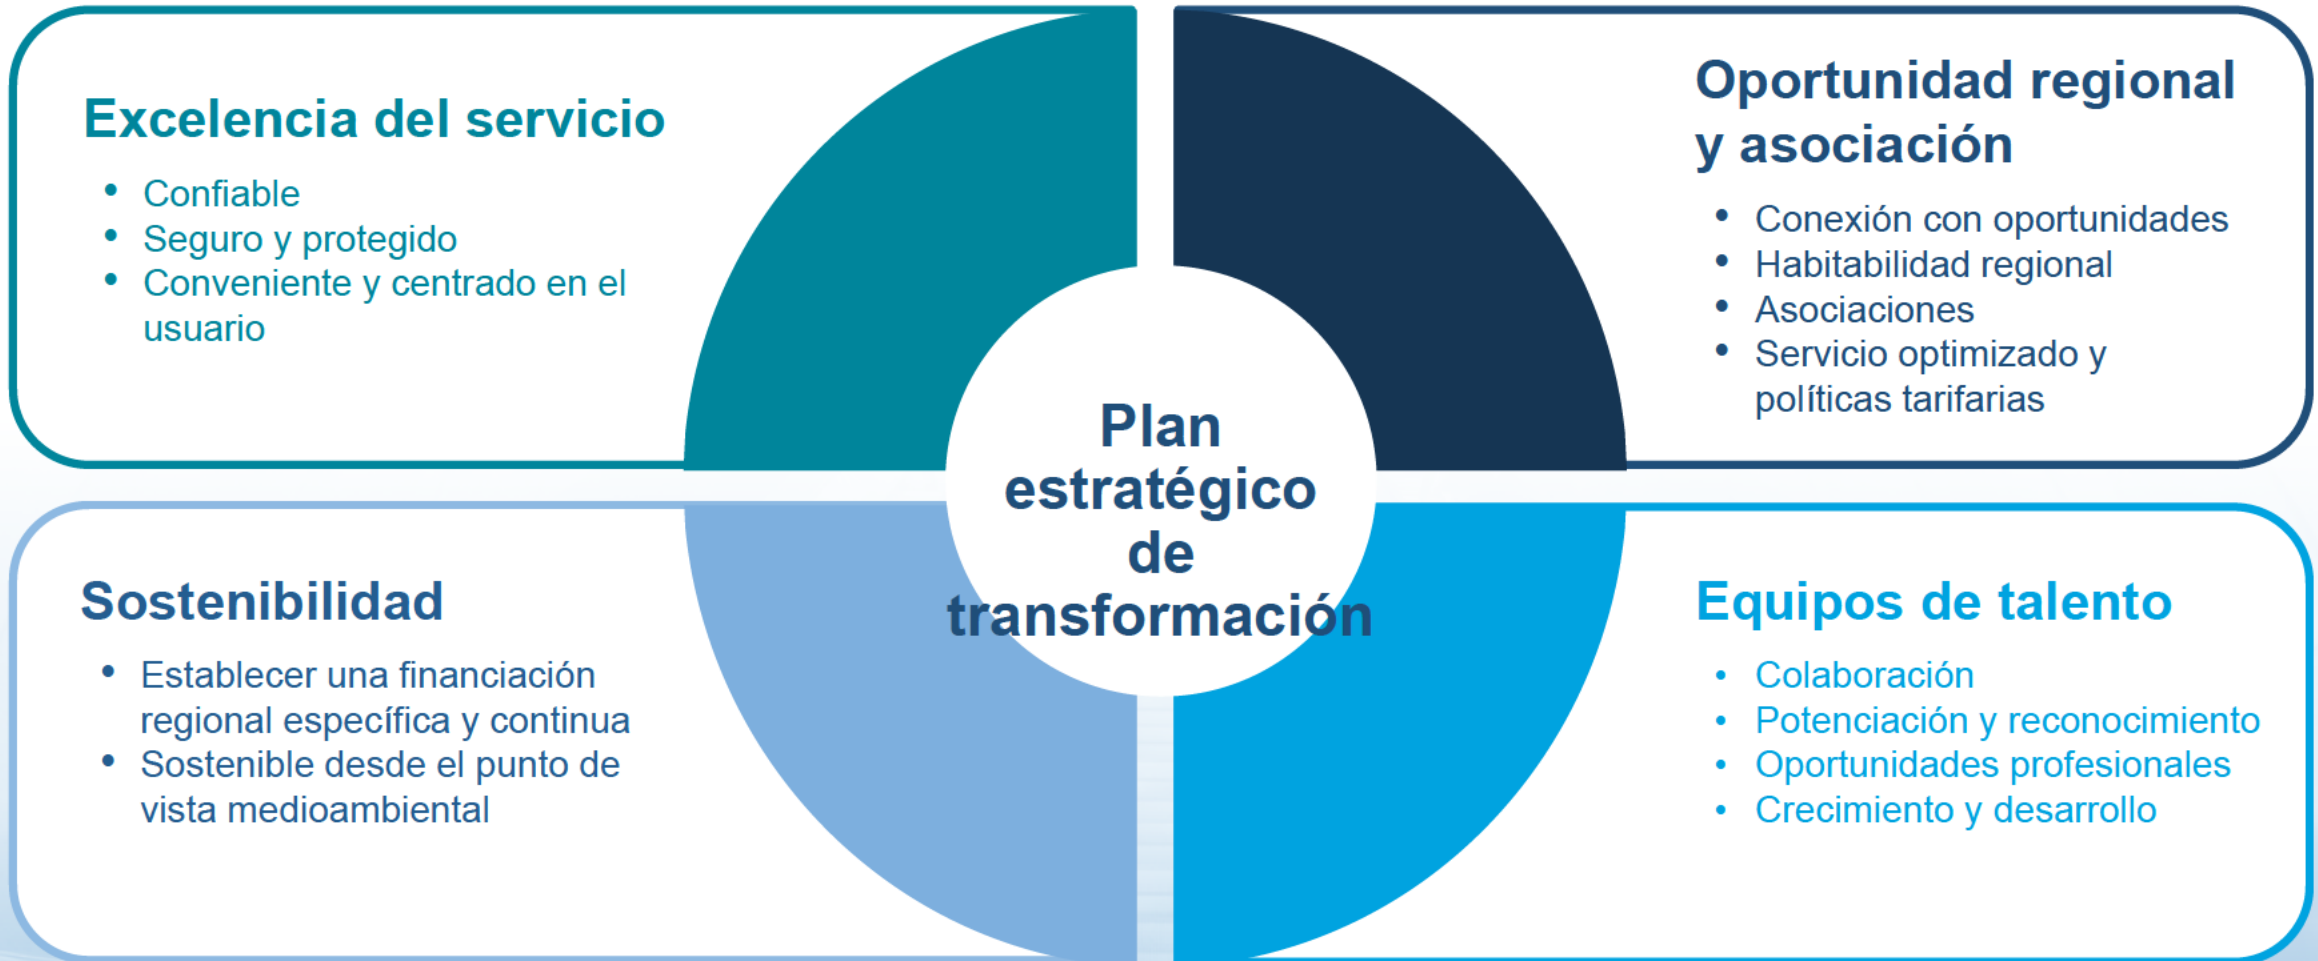 Excelencia del servicio
• Confiable
• Seguro y protegido
• Conveniente y centrado en el
usuario
Oportunidad regional
y asociación
• Conexión con oportunidades
• Habitabilidad regional
• Asociaciones
• Servicio optimizado y
políticas tarifarias
Plan
estratégico
de
transformación
Sostenibilidad
• Establecer una financiación
regional específica y continua
• Sostenible desde el punto de
vista medioambiental
Equipos de talento
• Colaboración
• Potenciación y reconocimiento
• Oportunidades profesionales
• Crecimiento y desarrollo